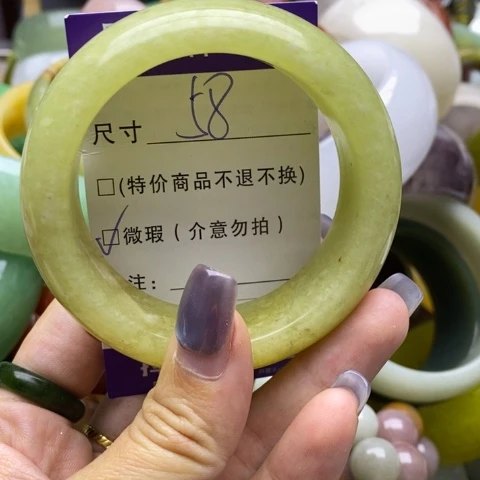 尺寸 58
□(特价商品不退不换)
☑微瑕(介意勿拍)
注: